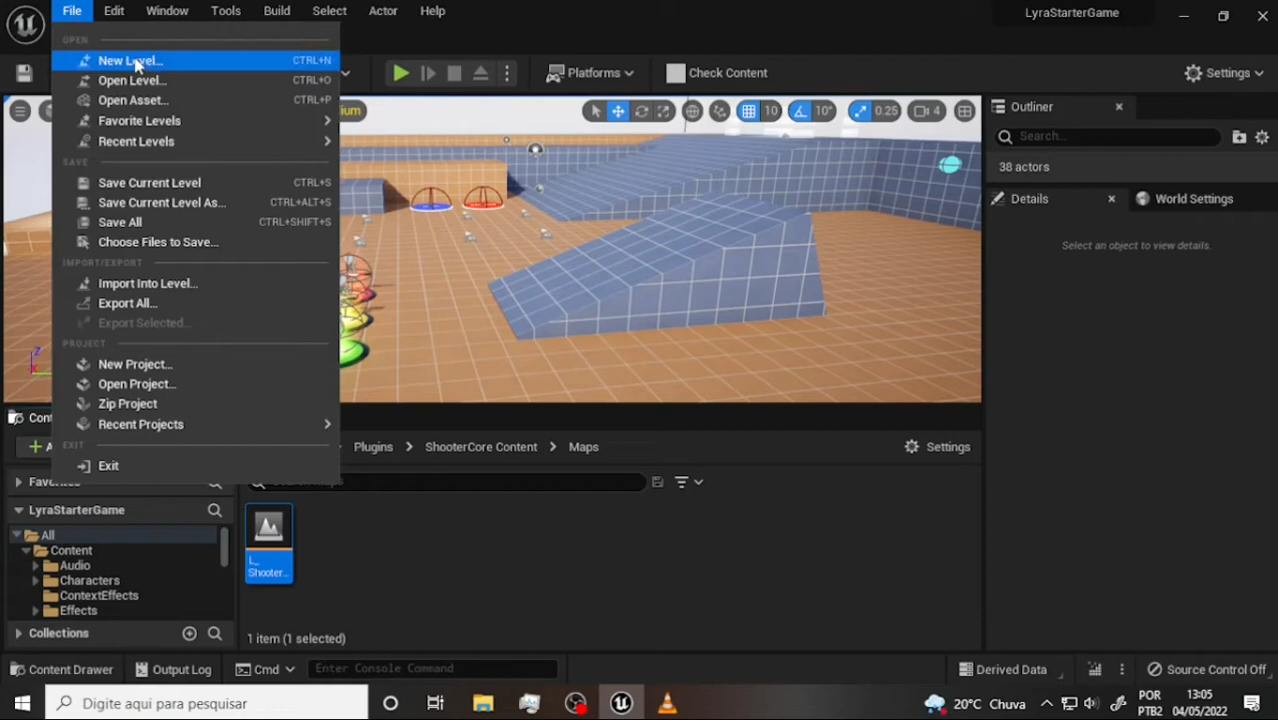 File Edit Window Tools Build Select Actor Help
LyraStarterGame
OPEN
New Level... CTRL+N
Open Level... CTRL+O
Open Asset... CTRL+P
Favorite Levels
Recent Levels
SAVE
Save Current Level CTRL+S
Save Current Level As... CTRL+ALT+S
Save All CTRL+SHIFT+S
Choose Files to Save...
IMPORT/EXPORT
Import Into Level...
Export All...
Export Selected...
PROJECT
New Project...
Open Project...
Zip Project
Recent Projects
EXIT
Exit
Platforms Check Content Settings
10 10° 0.25 4
Z
X
Outliner
Search...
38 actors
Details World Settings
Select an object to view details.
Plugins ShooterCore Content Maps Settings
LyraStarterGame
All
Content
Audio
Characters
ContextEffects
Effects
Collections
L_
Shooter...
1 item (1 selected)
Content Drawer Output Log Cmd Enter Console Command Derived Data Source Control Off
Digite aqui para pesquisar
20°C Chuva
POR
PTB2
13:05
04/05/2022